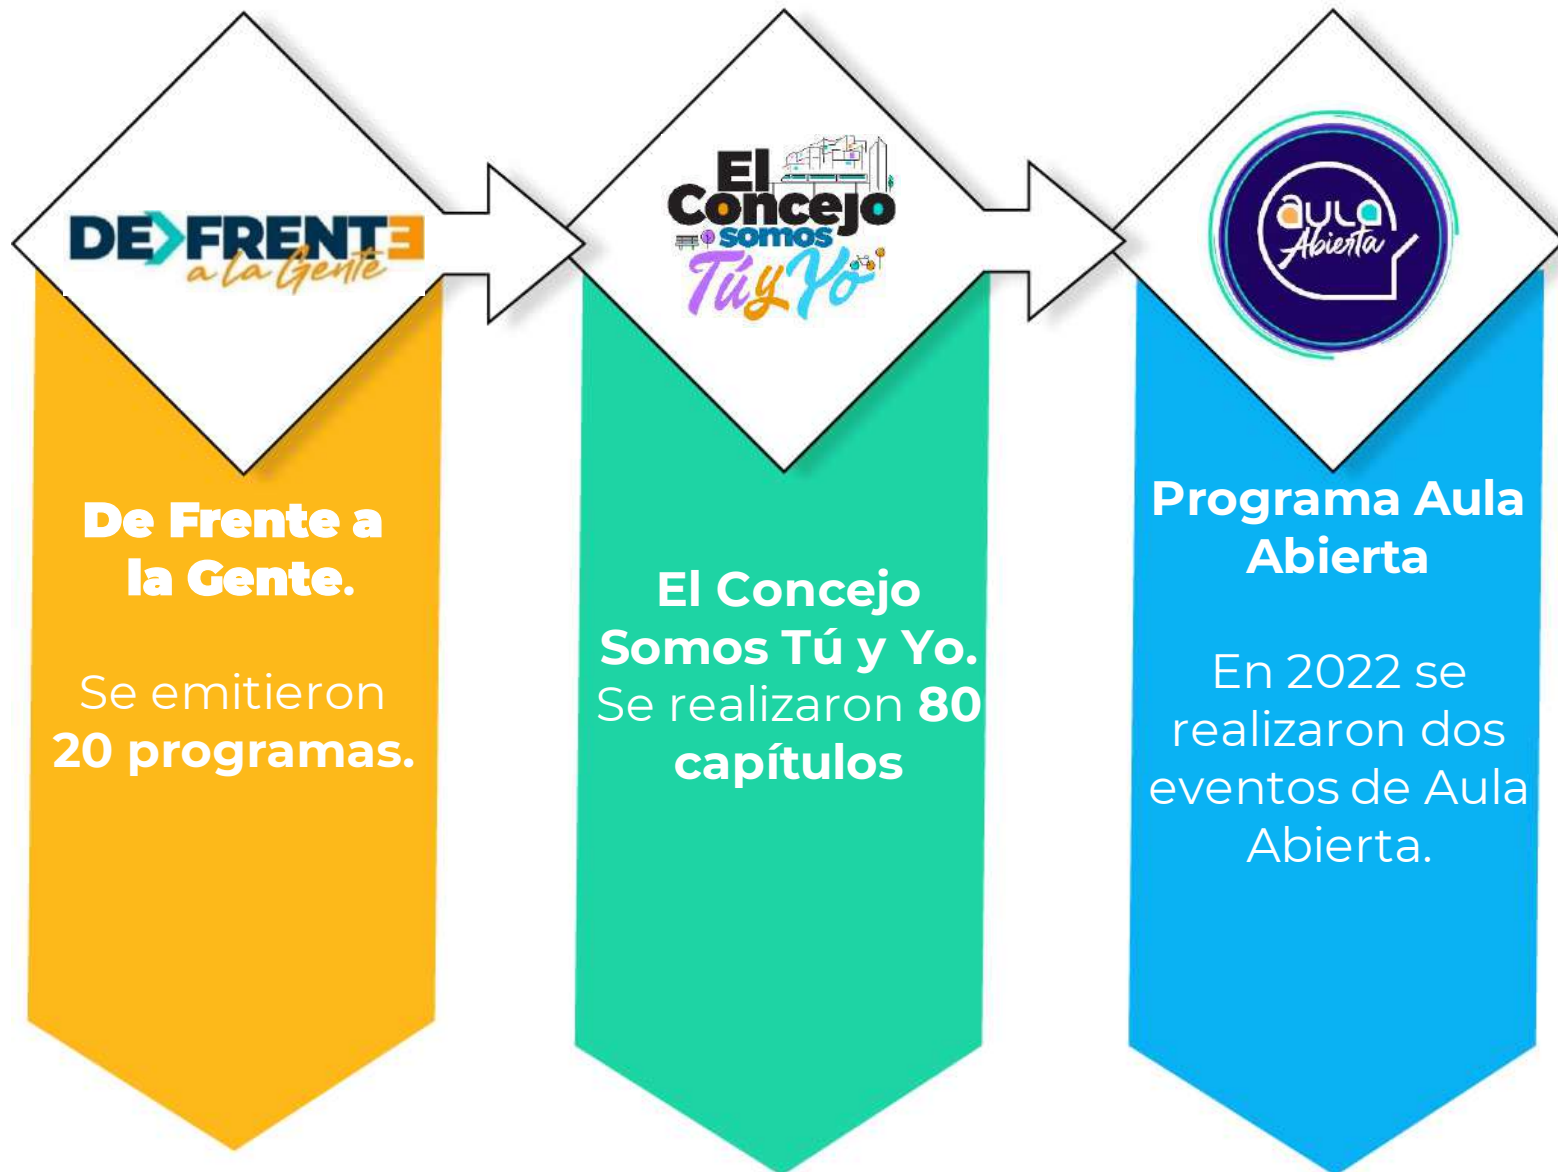 DE FRENTE
a la Gente
De Frente a
la Gente.
Se emitieron
20 programas.
El
Concejo
somos
Tú y Yo
El Concejo
Somos Tú y Yo.
Se realizaron 80
capítulos
aula
Abierta
Programa Aula
Abierta
En 2022 se
realizaron dos
eventos de Aula
Abierta.